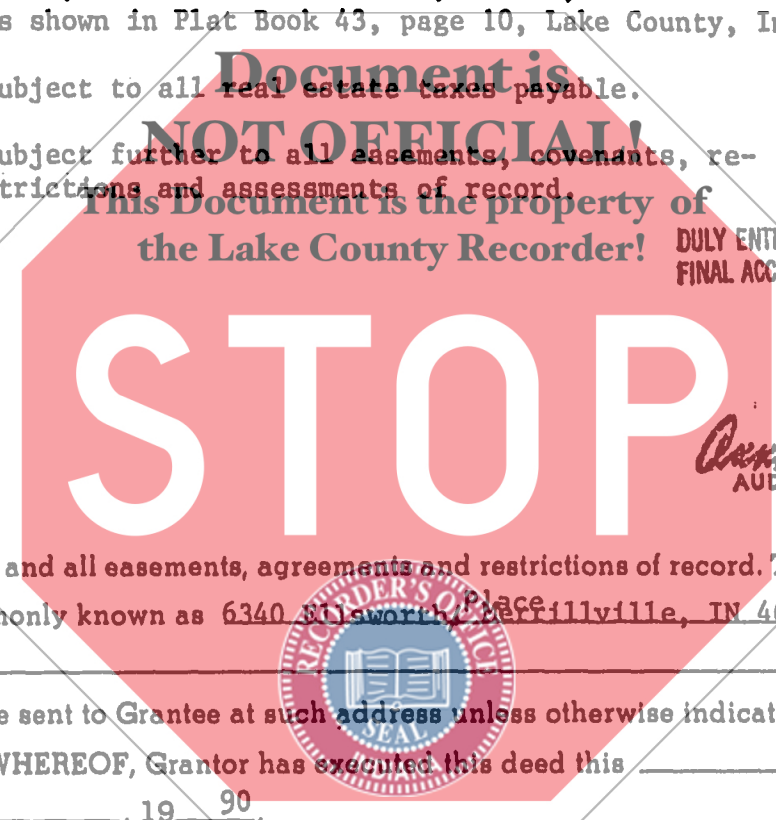 s shown in Plat Book 43, page 10, Lake County, In
Document is
ubject to all real estate taxes payable.
NOT OFFICIAL!
ubject further to all easements, covenants, re-
trictions and assessments of record.
This Document is the property of
the Lake County Recorder!
DULY ENT
FINAL ACC
STOP
AUD
and all easements, agreements and restrictions of record. T
Place
monly known as 6340 Ellsworth, Merrillville, IN 46
RECORDER'S OFFICE
SEAL
INDIANA
e sent to Grantee at such address unless otherwise indicat
WHEREOF, Grantor has executed this deed this
, 19 90.